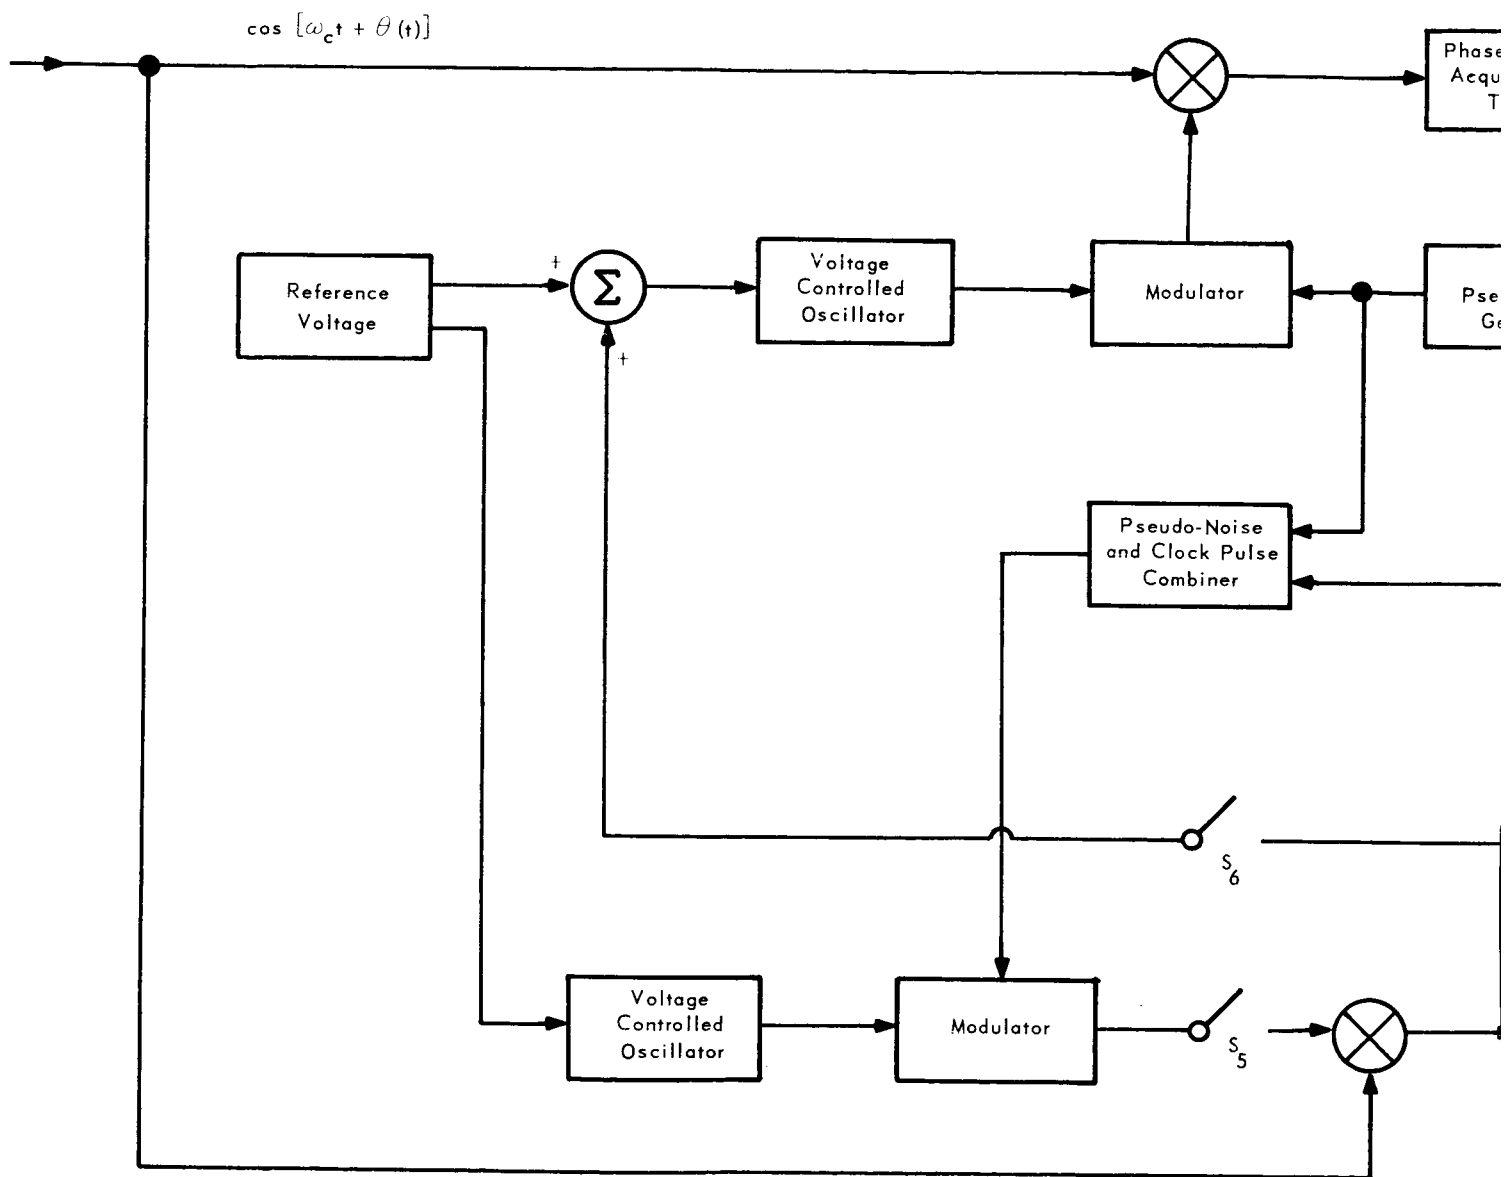 cos [ω_c t + θ(t)]
Phase
Acqu
T
Reference
Voltage
+
Σ
+
Voltage
Controlled
Oscillator
Modulator
Pse
Ge
Pseudo-Noise
and Clock Pulse
Combiner
S_6
Voltage
Controlled
Oscillator
Modulator
S_5